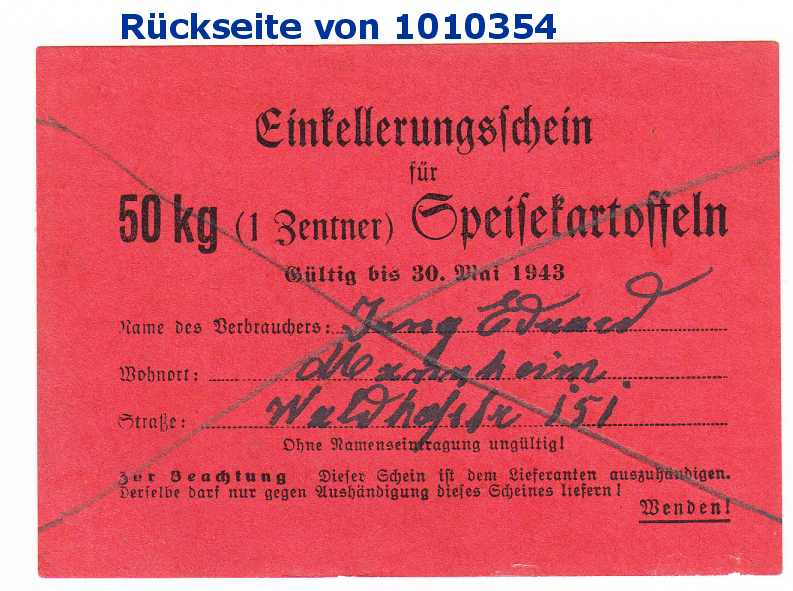 Rückseite von 1010354
Einkellerungsschein
für
50 kg (1 Zentner) Speisekartoffeln
Gültig bis 30. Mai 1943
Name des Verbrauchers: Jung Eduard
Wohnort: Mannheim.
Straße: Waldhofstr 151
Ohne Namenseintragung ungültig!
Zur Beachtung Dieser Schein ist dem Lieferanten auszuhändigen.
Derselbe darf nur gegen Aushändigung dieses Scheines liefern!
Wenden!